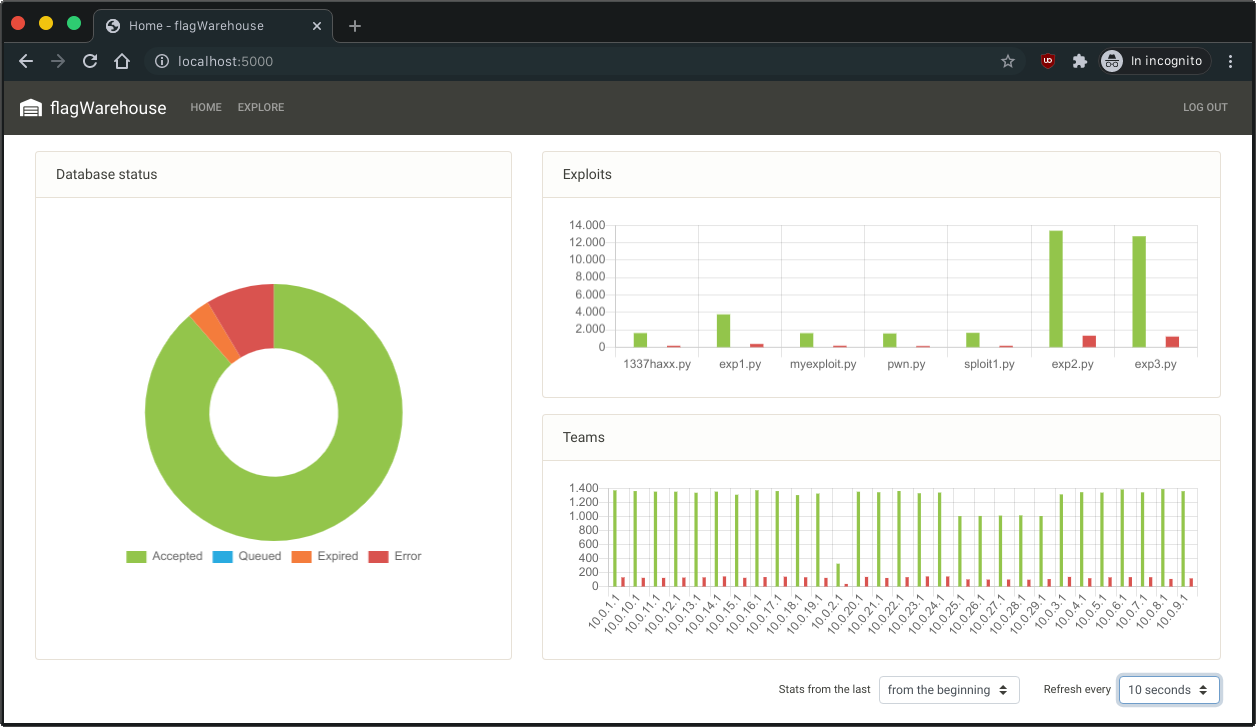 Home - flagWarehouse
localhost:5000
In incognito
flagWarehouse HOME EXPLORE LOG OUT
Database status
Accepted Queued Expired Error
Exploits
14.000
12.000
10.000
8.000
6.000
4.000
2.000
0
1337haxx.py exp1.py myexploit.py pwn.py sploit1.py exp2.py exp3.py
Teams
1.400
1.200
1.000
800
600
400
200
0
10.0.1.1 10.0.10.1 10.0.11.1 10.0.12.1 10.0.13.1 10.0.14.1 10.0.15.1 10.0.16.1 10.0.17.1 10.0.18.1 10.0.19.1 10.0.2.1 10.0.20.1 10.0.21.1 10.0.22.1 10.0.23.1 10.0.24.1 10.0.25.1 10.0.26.1 10.0.27.1 10.0.28.1 10.0.29.1 10.0.3.1 10.0.4.1 10.0.5.1 10.0.6.1 10.0.7.1 10.0.8.1 10.0.9.1
Stats from the last from the beginning Refresh every 10 seconds